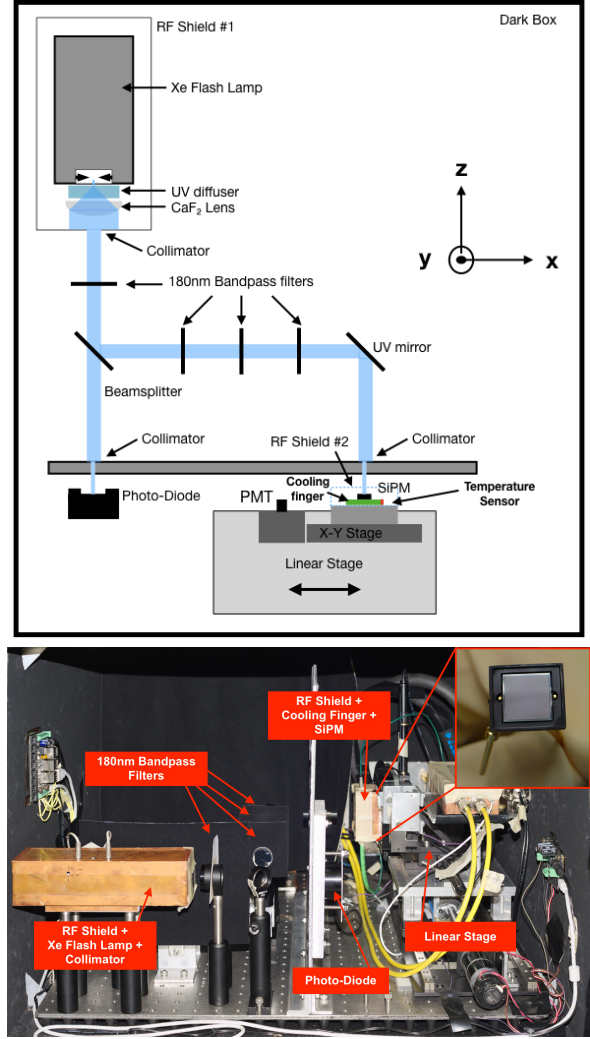 RF Shield #1
Dark Box
Xe Flash Lamp
UV diffuser
CaF₂ Lens
Collimator
z
y
x
180nm Bandpass filters
UV mirror
Beamsplitter
Collimator
RF Shield #2
Collimator
Cooling
finger
SiPM
Temperature
Sensor
Photo-Diode
PMT
X-Y Stage
Linear Stage
RF Shield +
Cooling Finger +
SiPM
180nm Bandpass
Filters
RF Shield +
Xe Flash Lamp +
Collimator
Linear Stage
Photo-Diode